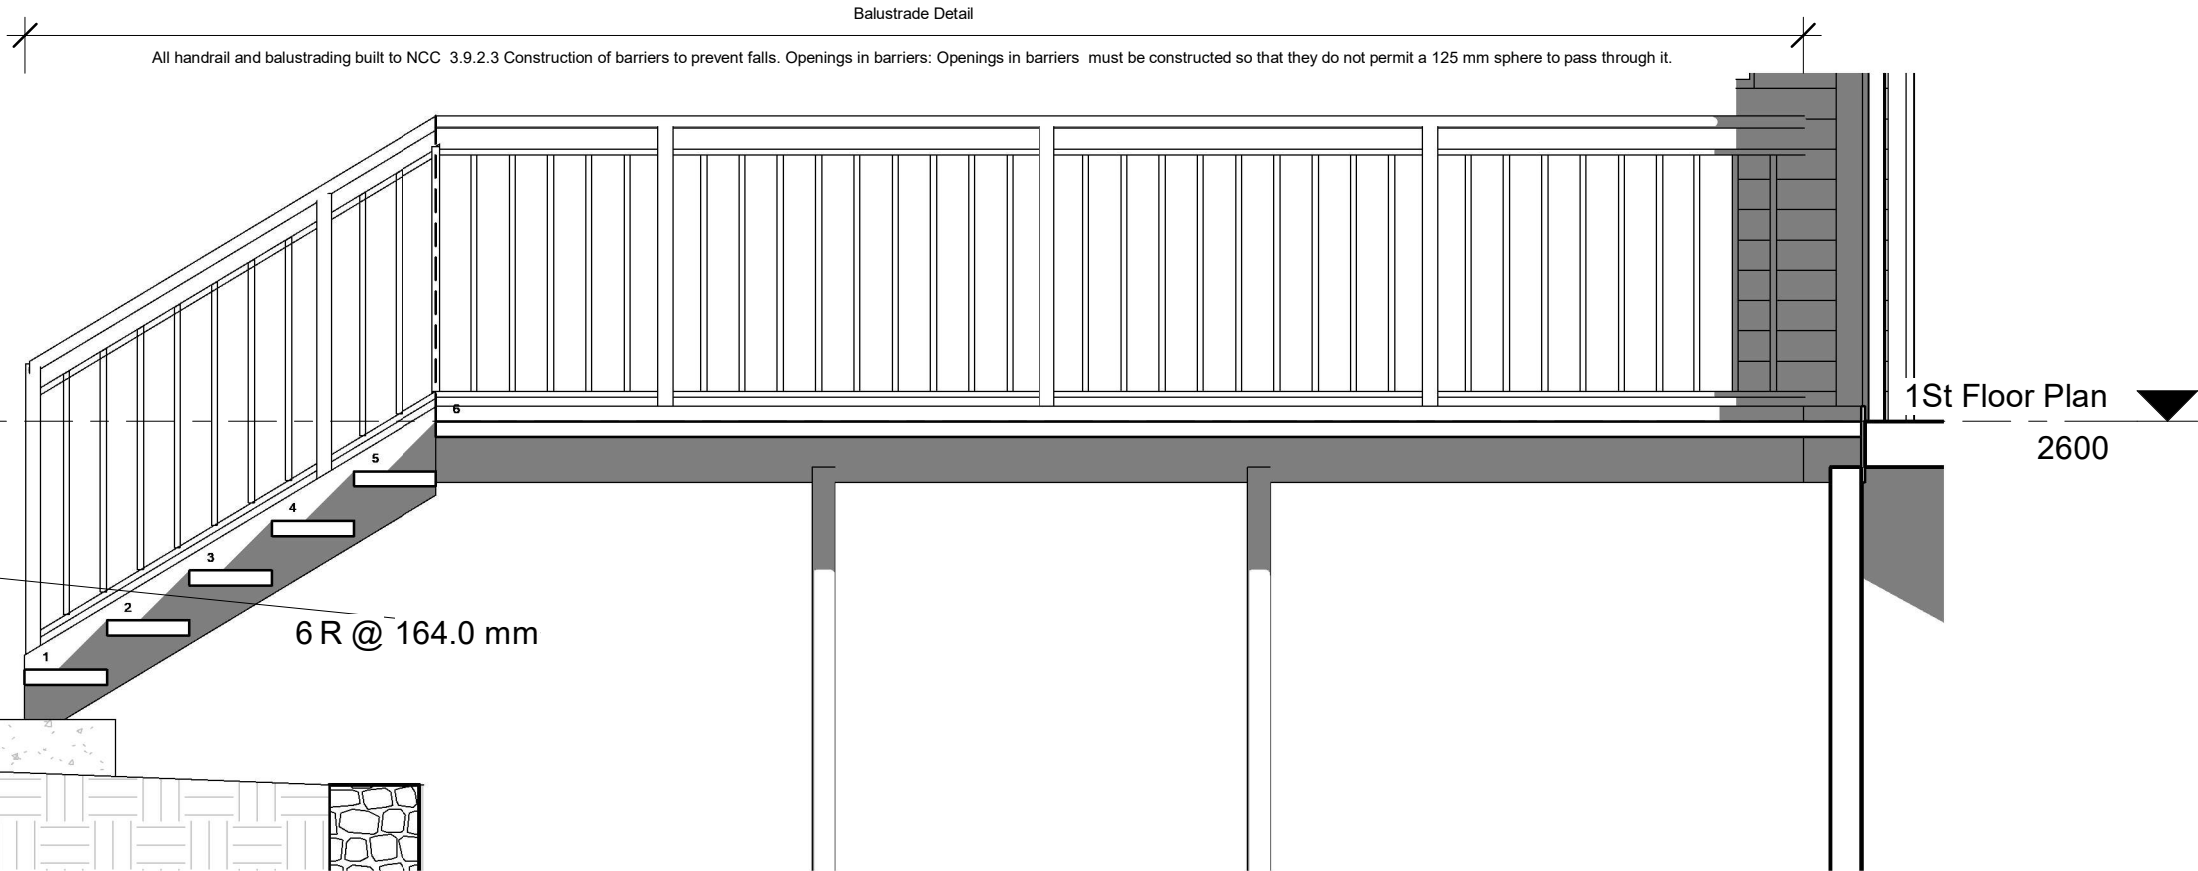 Balustrade Detail
All handrail and balustrading built to NCC 3.9.2.3 Construction of barriers to prevent falls. Openings in barriers: Openings in barriers must be constructed so that they do not permit a 125 mm sphere to pass through it.
1St Floor Plan
2600
6
5
4
3
2
1
6 R @ 164.0 mm